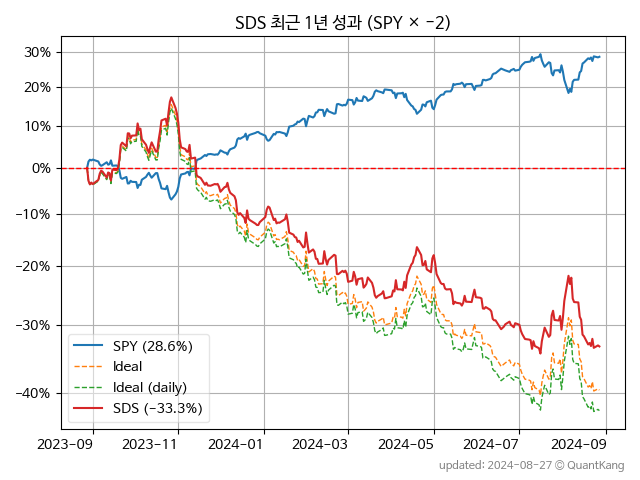 SDS 최근 1년 성과 (SPY × −2)
30%
20%
10%
0%
−10%
−20%
−30%
−40%
SPY (28.6%)
Ideal
Ideal (daily)
SDS (−33.3%)
2023-09 2023-11 2024-01 2024-03 2024-05 2024-07 2024-09
updated: 2024-08-27 © QuantKang